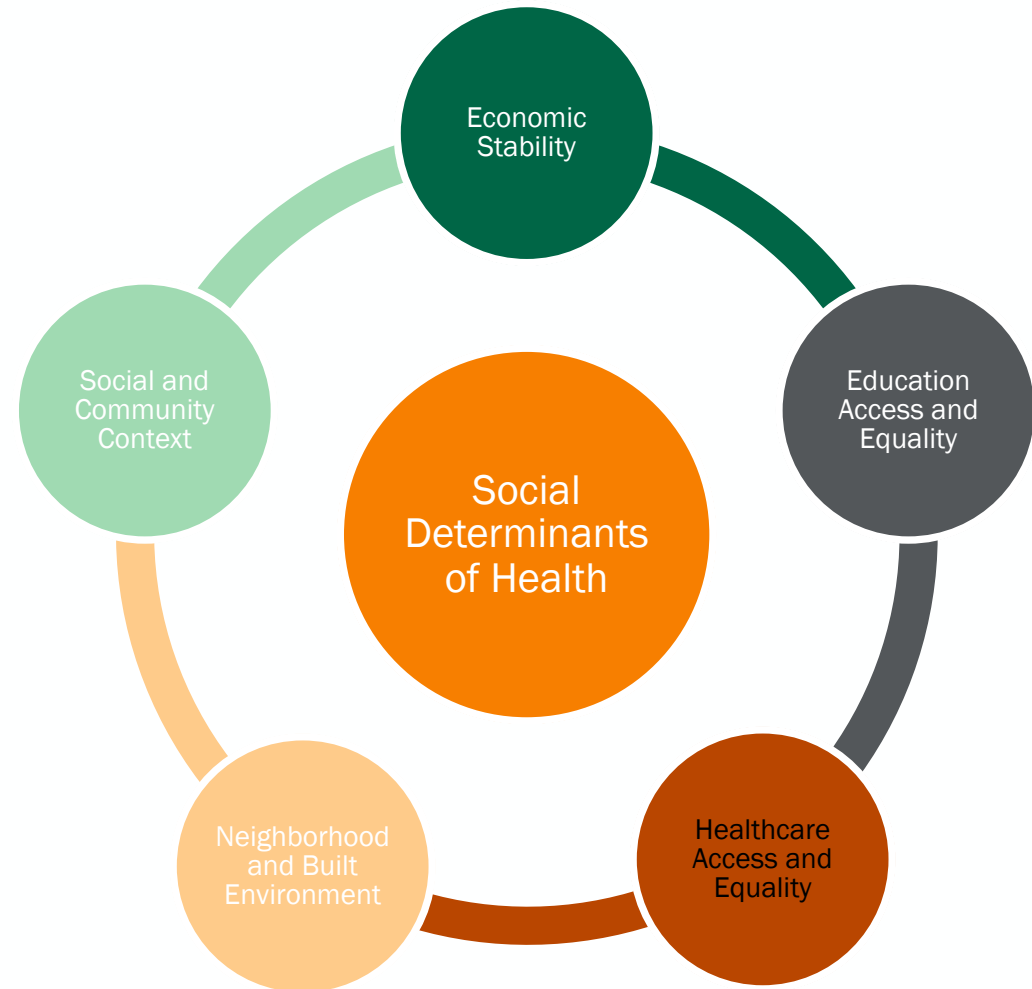 Economic
Stability
Education
Access and
Equality
Healthcare
Access and
Equality
Neighborhood
and Built
Environment
Social and
Community
Context
Social
Determinants
of Health